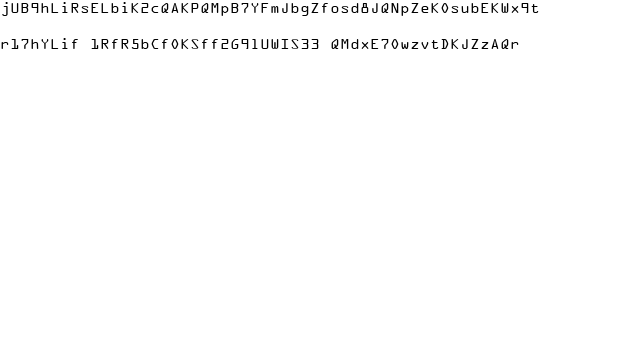 jUB9hLiRsELbiK2cQAKPQMpB7YFmJbgZfosd8JQNpZeK0subEKWx9t
r17hYLif 1RfR5bCf0KSff2G91UWIS33 QMdxE70wzvtDKJZzAQr